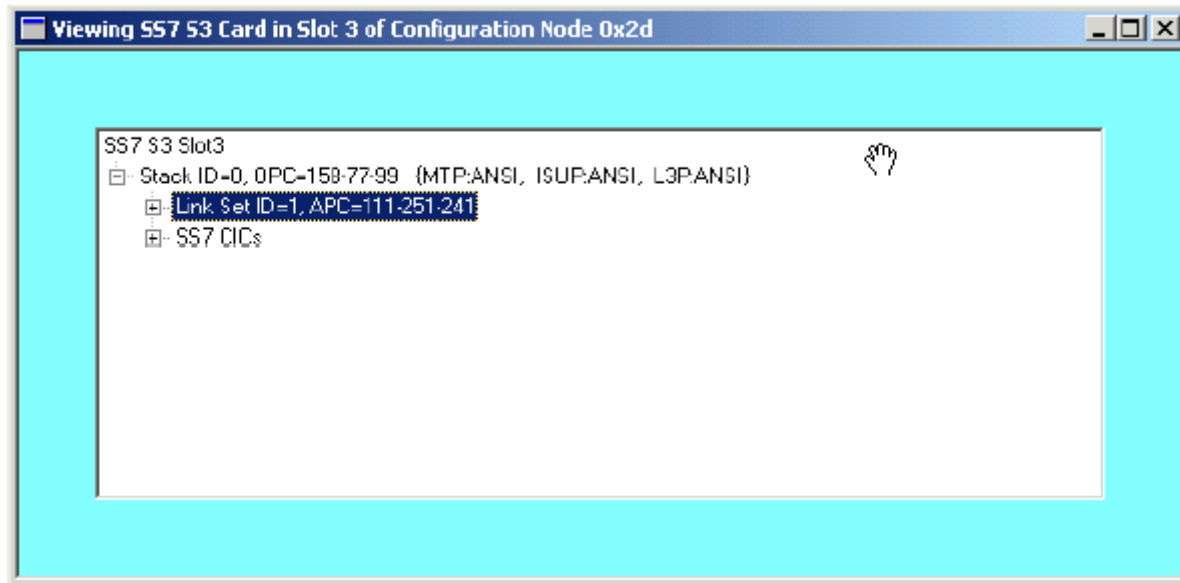 Viewing SS7 S3 Card in Slot 3 of Configuration Node 0x2d
SS7 S3 Slot3
Stack ID=0, OPC=158-77-99 {MTP:ANSI, ISUP:ANSI, L3P:ANSI}
Link Set ID=1, APC=111-251-241
SS7 CICs